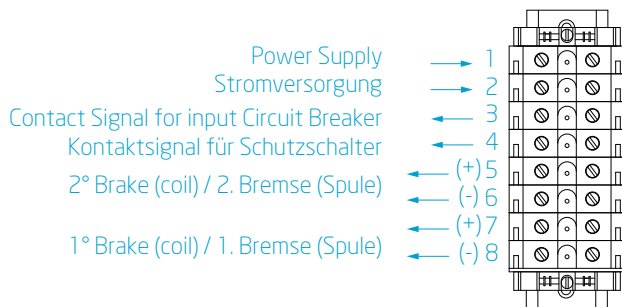 Power Supply 1
Stromversorgung 2
Contact Signal for input Circuit Breaker 3
Kontaktsignal für Schutzschalter 4
(+) 5
2° Brake (coil) / 2. Bremse (Spule)
(-) 6
(+) 7
1° Brake (coil) / 1. Bremse (Spule)
(-) 8